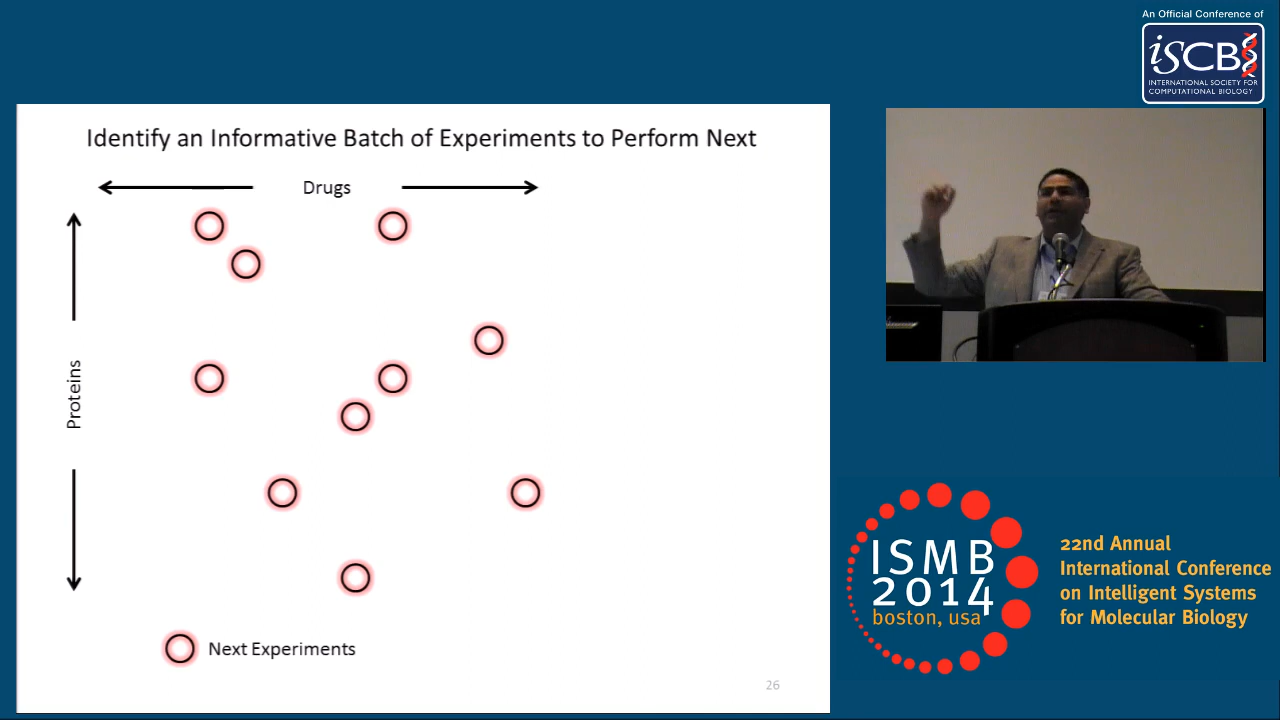 An Official Conference of
iSCB
INTERNATIONAL SOCIETY FOR
COMPUTATIONAL BIOLOGY
Identify an Informative Batch of Experiments to Perform Next
Drugs
Proteins
Next Experiments
26
ISMB
2014
boston, usa
22nd Annual
International Conference
on Intelligent Systems
for Molecular Biology